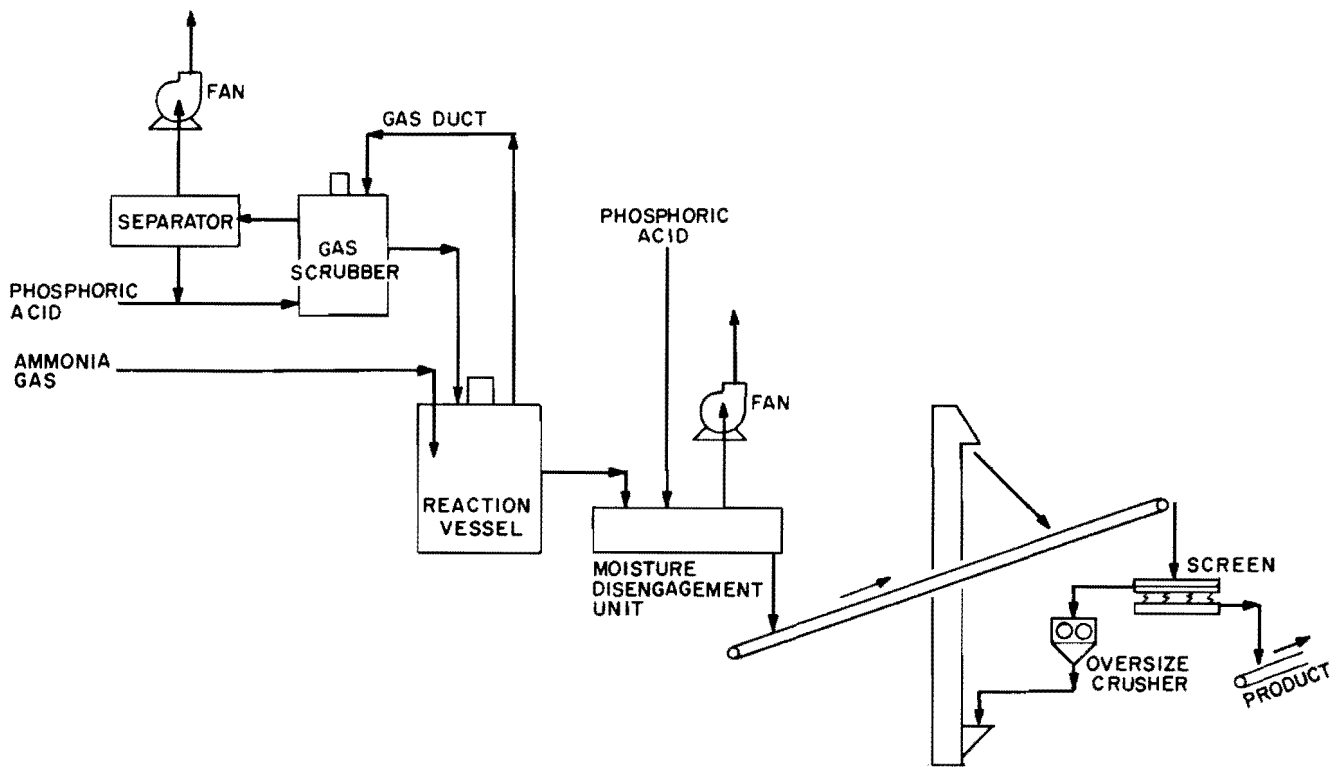 FAN
GAS DUCT
SEPARATOR
GAS
SCRUBBER
PHOSPHORIC
ACID
PHOSPHORIC
ACID
AMMONIA
GAS
FAN
REACTION
VESSEL
MOISTURE
DISENGAGEMENT
UNIT
SCREEN
OVERSIZE
CRUSHER
PRODUCT